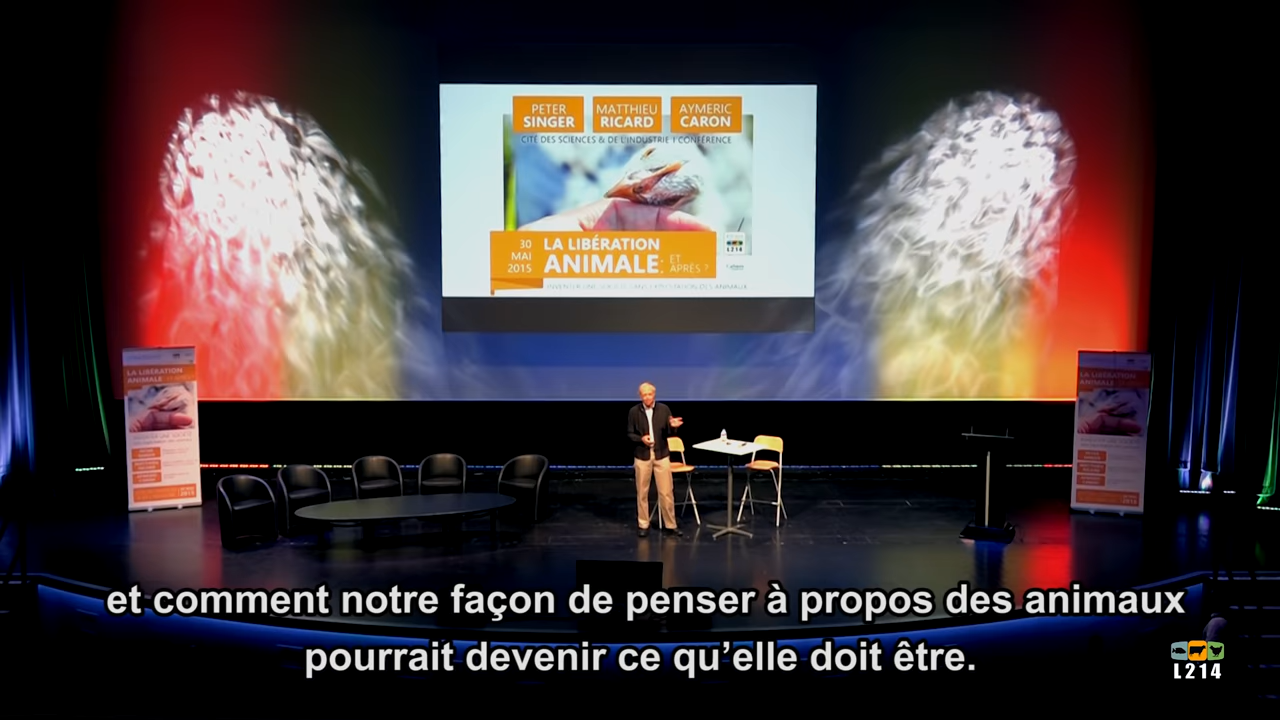 PETER
SINGER
MATTHIEU
RICARD
AYMERIC
CARON
CITÉ DES SCIENCES & DE L'INDUSTRIE I CONFÉRENCE
30
MAI
2015
LA LIBÉRATION
ANIMALE:
ET
APRÈS ?
L214
LA LIBÉRATION
ANIMALE
LA LIBÉRATION
ANIMALE
et comment notre façon de penser à propos des animaux
pourrait devenir ce qu’elle doit être.
L214